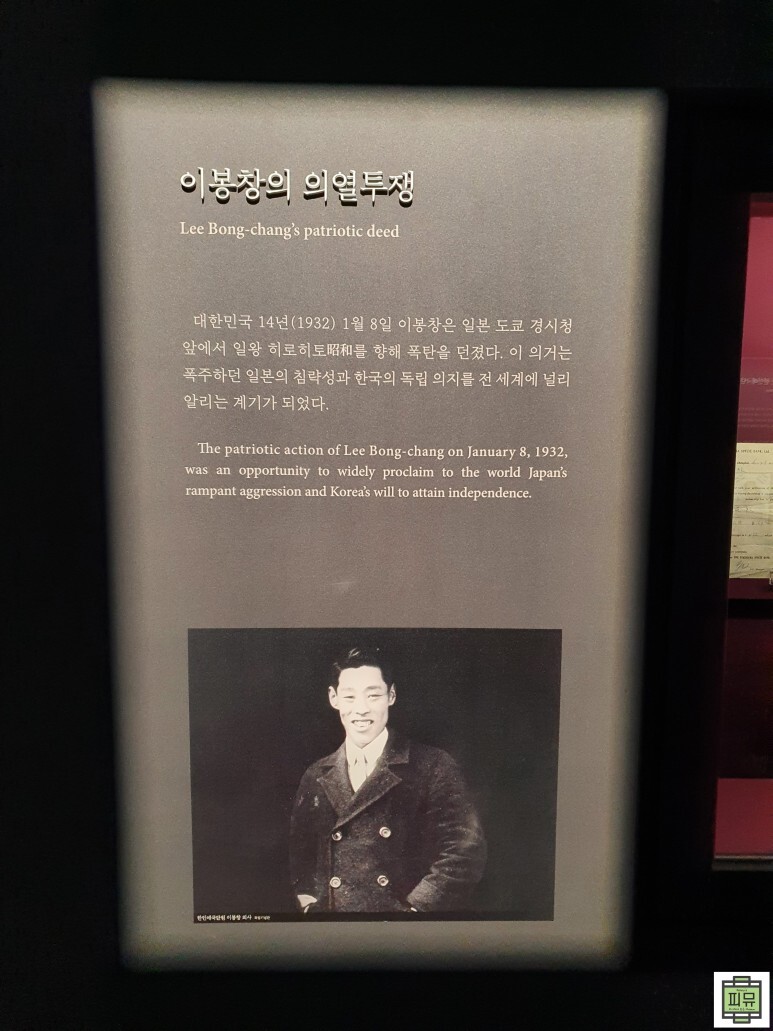 이봉창의 의열투쟁
Lee Bong-chang's patriotic deed
대한민국 14년(1932) 1월 8일 이봉창은 일본 도쿄 경시청
앞에서 일왕 히로히토昭和를 향해 폭탄을 던졌다. 이 의거는
폭주하던 일본의 침략성과 한국의 독립 의지를 전 세계에 널리
알리는 계기가 되었다.
The patriotic action of Lee Bong-chang on January 8, 1932,
was an opportunity to widely proclaim to the world Japan's
rampant aggression and Korea's will to attain independence.
한인애국단원 이봉창 의사
피뮤